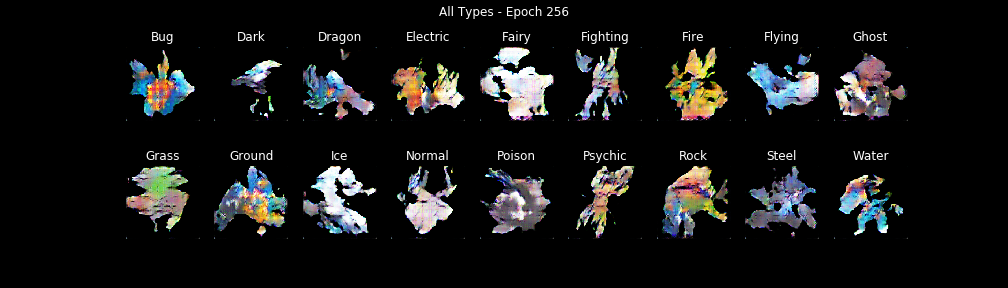 All Types - Epoch 256
Bug Dark Dragon Electric Fairy Fighting Fire Flying Ghost
Grass Ground Ice Normal Poison Psychic Rock Steel Water